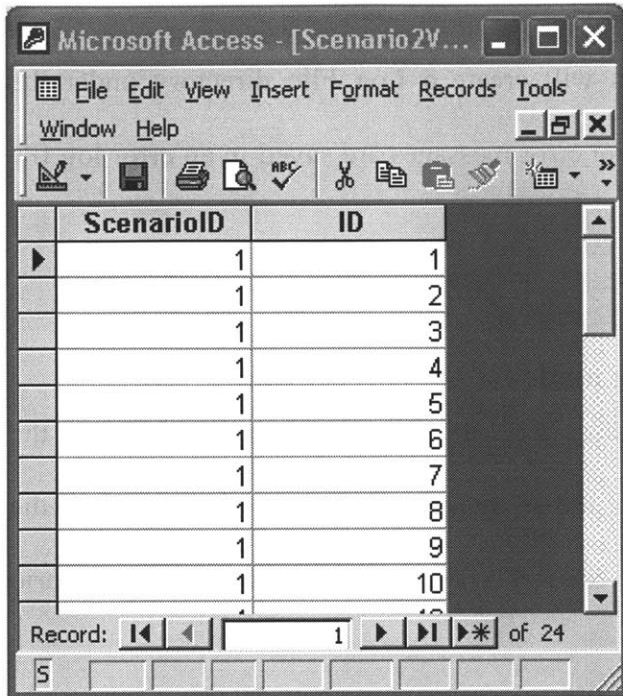 Microsoft Access - [Scenario2V...
File Edit View Insert Format Records Tools
Window Help
ABC
ScenarioID ID
1 1
1 2
1 3
1 4
1 5
1 6
1 7
1 8
1 9
1 10
Record: 1 of 24
S